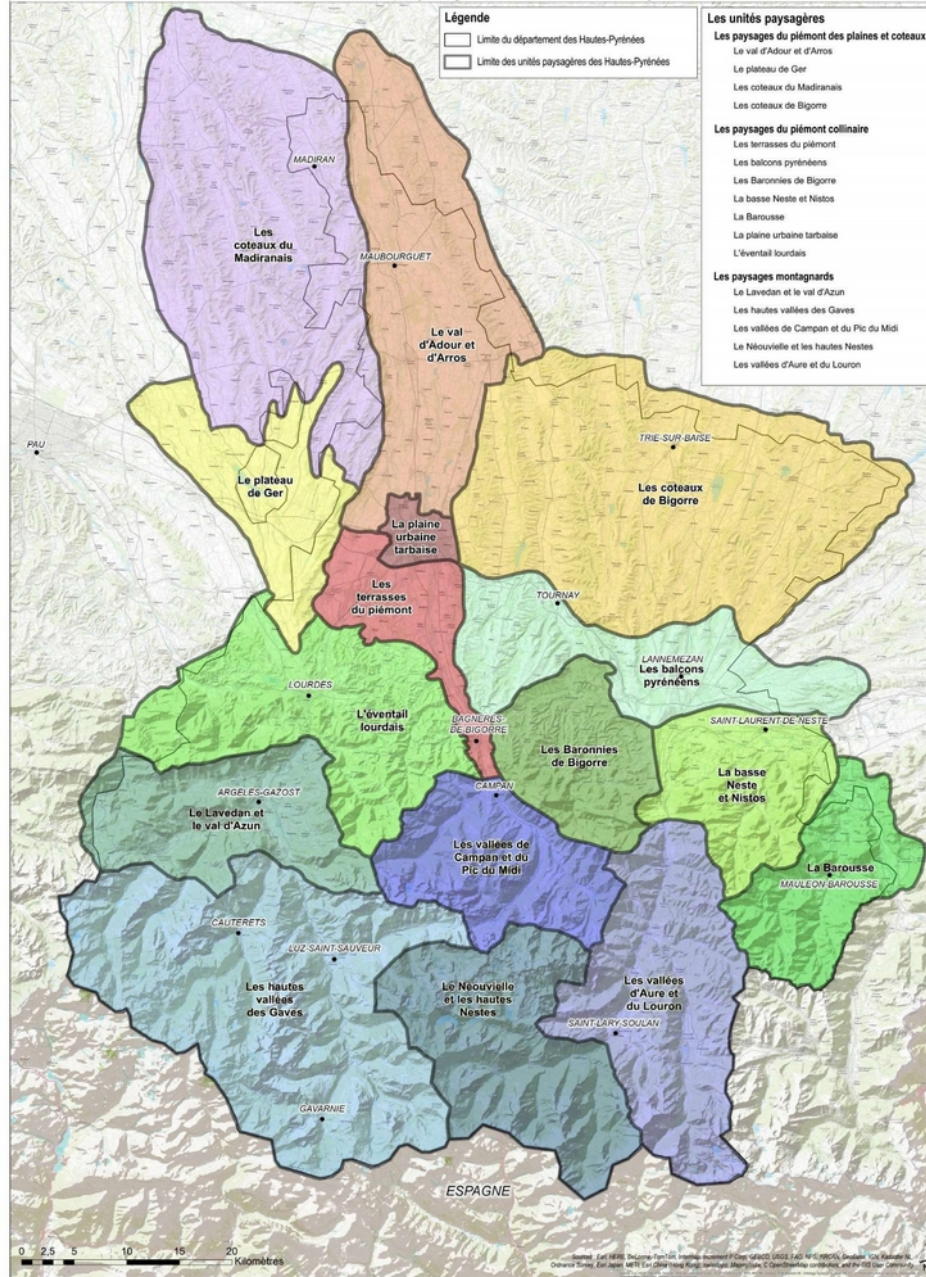 Légende
Limite du département des Hautes-Pyrénées
Limite des unités paysagères des Hautes-Pyrénées
Les unités paysagères
Les paysages du piémont des plaines et coteaux
Le val d'Adour et d'Arros
Le plateau de Ger
Les coteaux du Madiranais
Les coteaux de Bigorre
Les paysages du piémont collinaire
Les terrasses du piémont
Les balcons pyrénéens
Les Baronnies de Bigorre
La basse Neste et Nistos
La Barousse
La plaine urbaine tarbaise
L'éventail lourdais
Les paysages montagnards
Le Lavedan et le val d'Azun
Les hautes vallées des Gaves
Les vallées de Campan et du Pic du Midi
Le Néouvielle et les hautes Nestes
Les vallées d'Aure et du Louron
MADIRAN
Les
coteaux du
Madiranais
MAUBOURGUET
Le val
d'Adour et
d'Arros
PAU
TRIE-SUR-BAISE
Le plateau
de Ger
Les coteaux
de Bigorre
La plaine
urbaine
tarbaise
Les
terrasses
du piémont
TOURNAY
LANNEMEZAN
Les balcons
pyrénéens
LOURDES
L'éventail
lourdais
BAGNERES-
DE-BIGORRE
SAINT-LAURENT-DE-NESTE
Les Baronnies
de Bigorre
La basse
Neste
et Nistos
CAMPAN
ARGELES-GAZOST
Le Lavedan et
le val d'Azun
Les vallées de
Campan et du
Pic du Midi
La Barousse
MAULEON-BAROUSSE
CAUTERETS
LUZ-SAINT-SAUVEUR
Les hautes
vallées
des Gaves
Le Néouvielle
et les hautes
Nestes
Les vallées
d'Aure et
du Louron
SAINT-LARY-SOULAN
GAVARNIE
ESPAGNE
0 2,5 5 10 15 20
Kilomètres